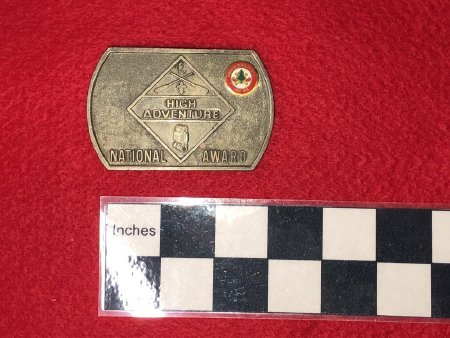 HIGH
ADVENTURE
NATIONAL AWARD
Inches